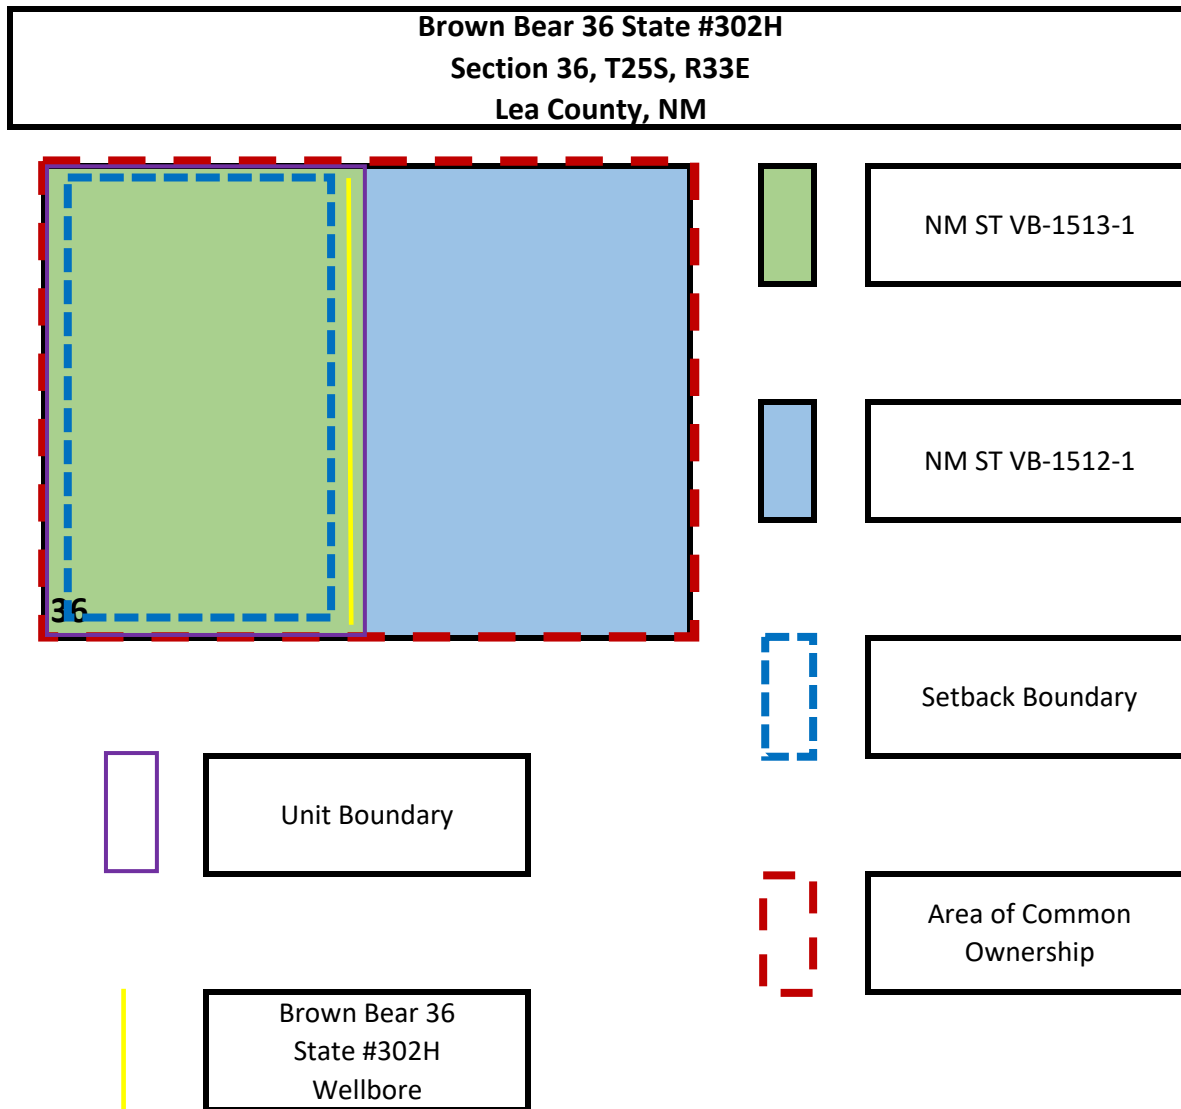 Brown Bear 36 State #302H
Section 36, T25S, R33E
Lea County, NM
NM ST VB-1513-1
NM ST VB-1512-1
36
Setback Boundary
Unit Boundary
Area of Common
Ownership
Brown Bear 36
State #302H
Wellbore